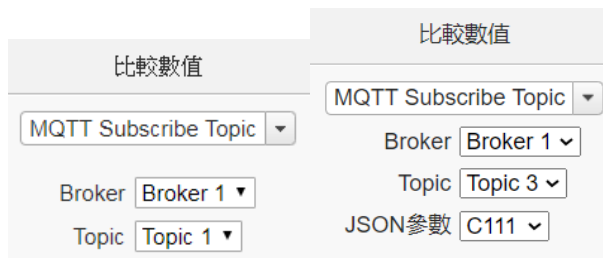 比較數值
MQTT Subscribe Topic
Broker Broker 1
Topic Topic 1
比較數值
MQTT Subscribe Topic
Broker Broker 1
Topic Topic 3
JSON參數 C111